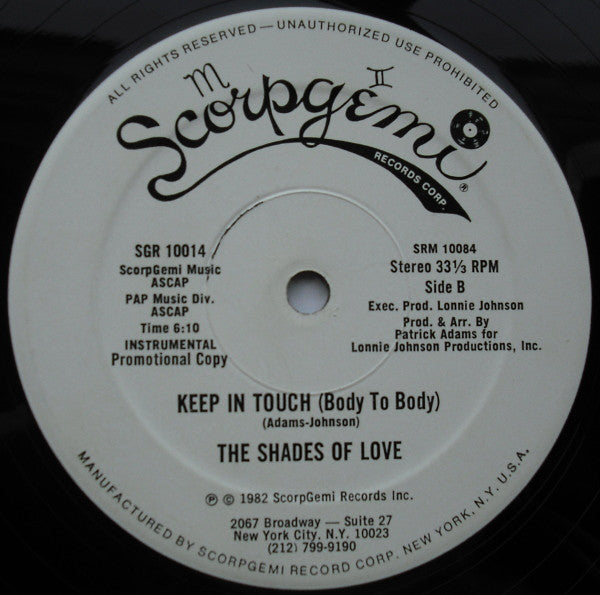 ALL RIGHTS RESERVED — UNAUTHORIZED USE PROHIBITED
Scorpgemi
RECORDS CORP.
®
SGR 10014
ScorpGemi Music
ASCAP
PAP Music Div.
ASCAP
Time 6:10
INSTRUMENTAL
Promotional Copy
SRM 10084
Stereo 33⅓ RPM
Side B
Exec. Prod. Lonnie Johnson
Prod. & Arr. By
Patrick Adams for
Lonnie Johnson Productions, Inc.
KEEP IN TOUCH (Body To Body)
(Adams-Johnson)
THE SHADES OF LOVE
℗ © 1982 ScorpGemi Records Inc.
2067 Broadway — Suite 27
New York City, N.Y. 10023
(212) 799-9190
MANUFACTURED BY SCORPGEMI RECORD CORP. NEW YORK, N.Y. U.S.A.